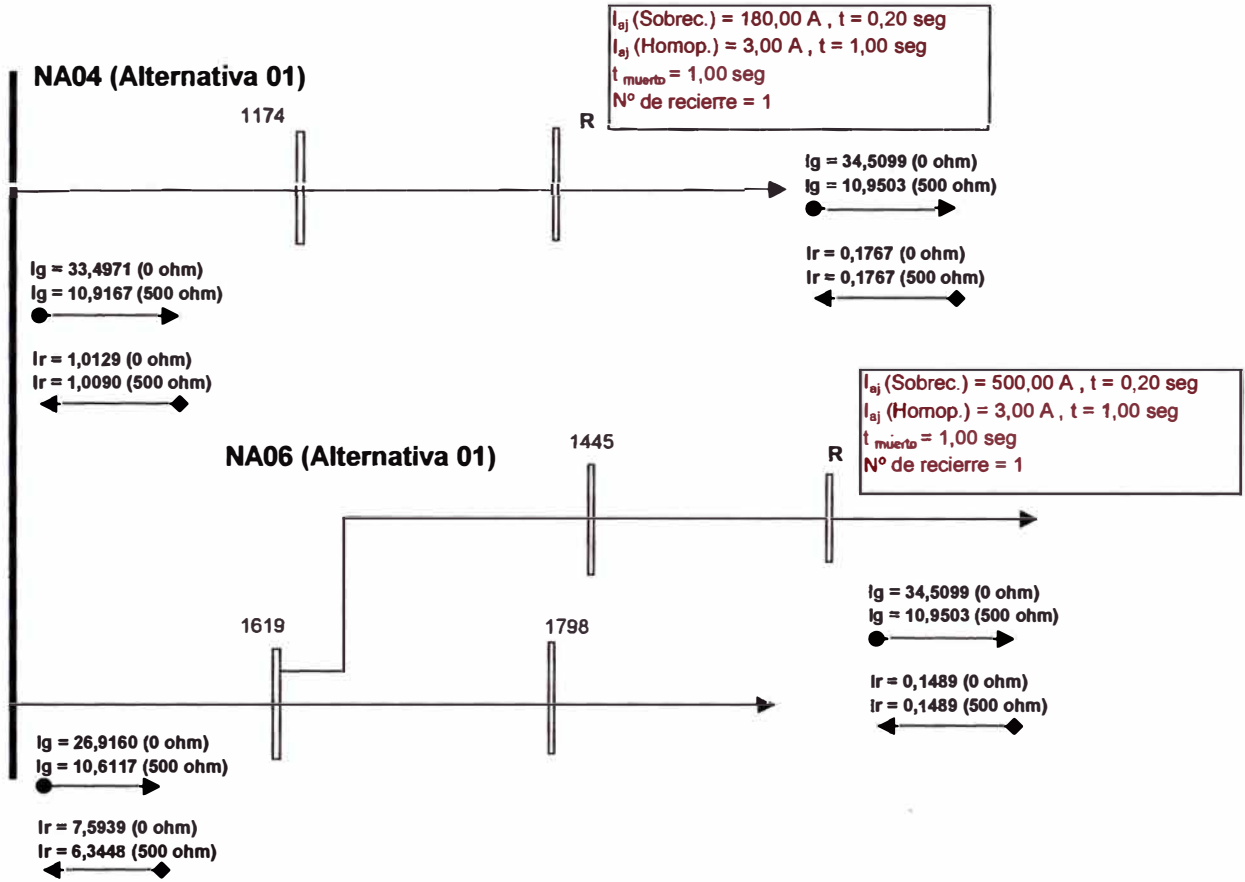 I aj (Sobrec.) = 180,00 A , t = 0,20 seg
I aj (Homop.) = 3,00 A , t = 1,00 seg
t muerto = 1,00 seg
Nº de recierre = 1
NA04 (Alternativa 01)
1174
R
Ig = 34,5099 (0 ohm)
Ig = 10,9503 (500 ohm)
Ir = 0,1767 (0 ohm)
Ir = 0,1767 (500 ohm)
Ig = 33,4971 (0 ohm)
Ig = 10,9167 (500 ohm)
Ir = 1,0129 (0 ohm)
Ir = 1,0090 (500 ohm)
I aj (Sobrec.) = 500,00 A , t = 0,20 seg
I aj (Homop.) = 3,00 A , t = 1,00 seg
t muerto = 1,00 seg
Nº de recierre = 1
NA06 (Alternativa 01)
1445
R
Ig = 34,5099 (0 ohm)
Ig = 10,9503 (500 ohm)
Ir = 0,1489 (0 ohm)
Ir = 0,1489 (500 ohm)
1619
1798
Ig = 26,9160 (0 ohm)
Ig = 10,6117 (500 ohm)
Ir = 7,5939 (0 ohm)
Ir = 6,3448 (500 ohm)